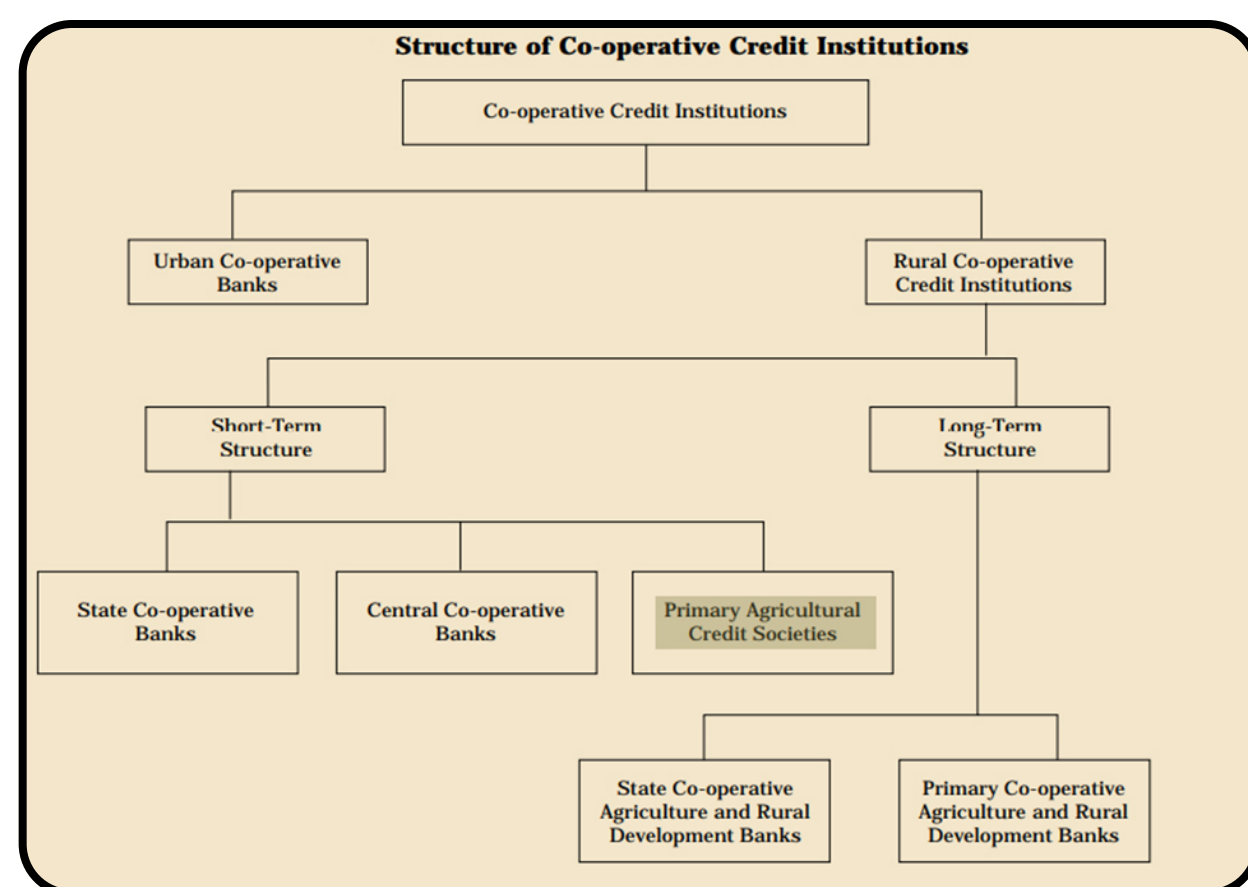 Structure of Co-operative Credit Institutions
Co-operative Credit Institutions
Urban Co-operative
Banks
Rural Co-operative
Credit Institutions
Short-Term
Structure
Long-Term
Structure
State Co-operative
Banks
Central Co-operative
Banks
Primary Agricultural
Credit Societies
State Co-operative
Agriculture and Rural
Development Banks
Primary Co-operative
Agriculture and Rural
Development Banks